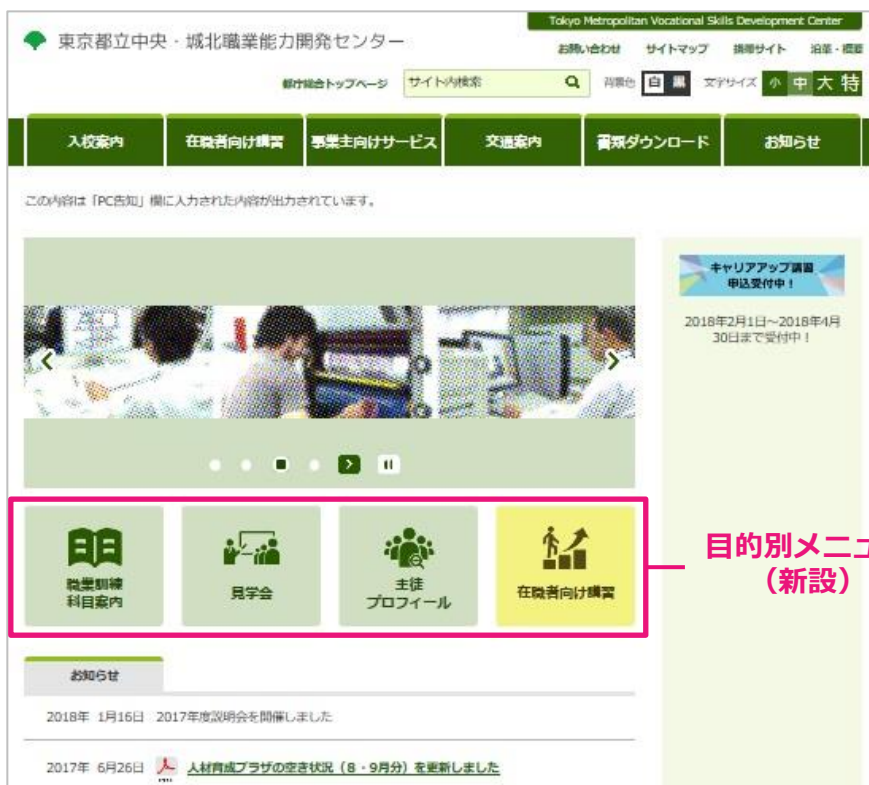 Tokyo Metropolitan Vocational Skills Development Center
東京都立中央・城北職業能力開発センター
お問い合わせ サイトマップ 携帯サイト 沿革・概要
都庁総合トップページ サイト内検索 背景色 白 黒 文字サイズ 小 中 大 特
入校案内 在職者向け講習 事業主向けサービス 交通案内 書類ダウンロード お知らせ
この内容は「PC告知」欄に入力された内容が出力されています。
キャリアアップ講習
申込受付中！
2018年2月1日～2018年4月
30日まで受付中！
職業訓練
科目案内
見学会
主徒
プロフィール
在職者向け講習
目的別メニュ
（新設）
お知らせ
2018年 1月16日 2017年度説明会を開催しました
2017年 6月26日 人材育成プラザの空き状況（8・9月分）を更新しました